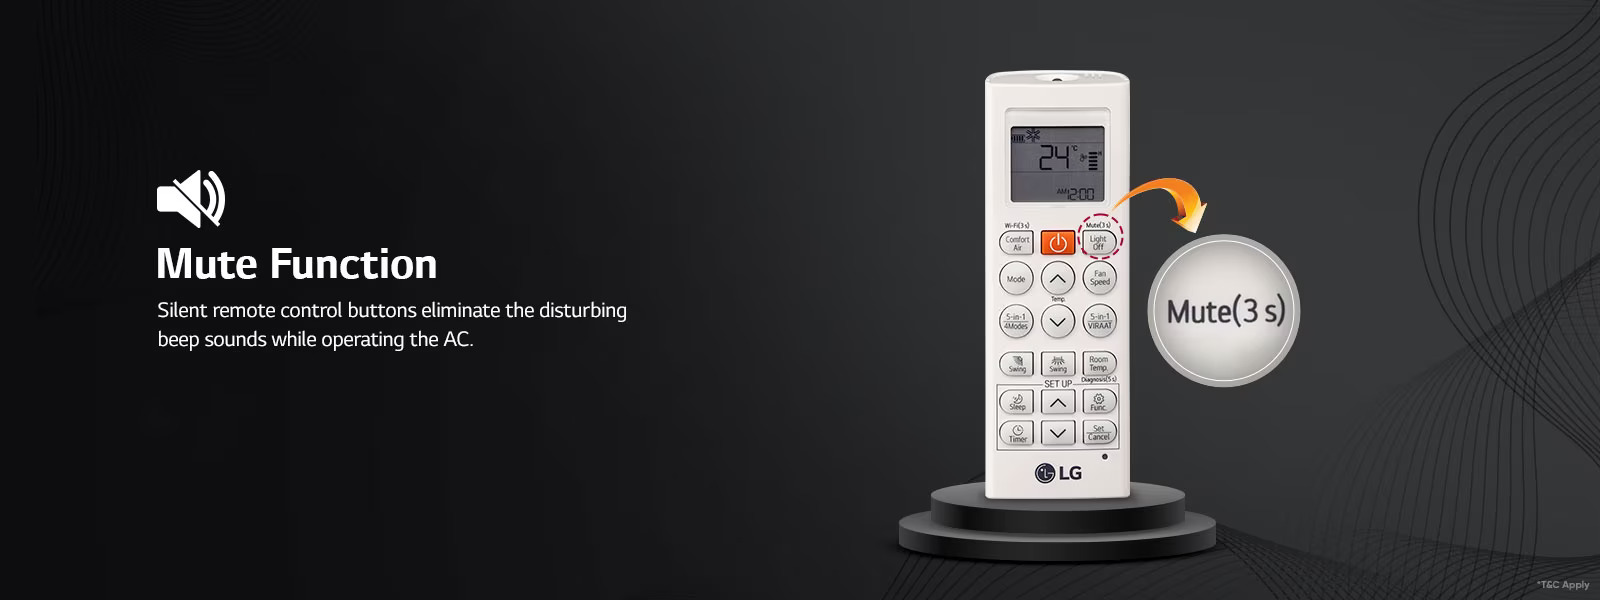 Mute Function
Silent remote control buttons eliminate the disturbing
beep sounds while operating the AC.
24°C
AM 12:00
Wi-Fi(3 s)
Mute(3 s)
Comfort
Air
Light
Off
Mode
Fan
Speed
Temp.
5-in-1
4Modes
5-in-1
VIRAAT
Swing
Swing
Room
Temp.
Diagnosis(5 s)
SET UP
Sleep
Func.
Timer
Set
Cancel
LG
Mute(3 s)
*T&C Apply